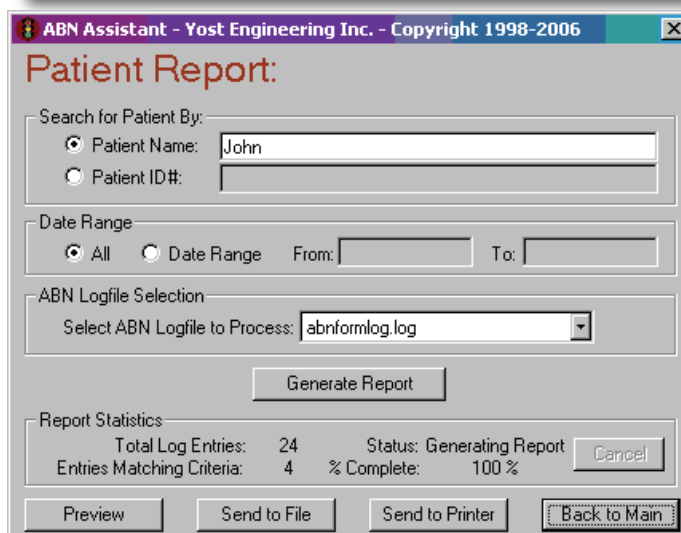 ABN Assistant - Yost Engineering Inc. - Copyright 1998-2006
Patient Report:
Search for Patient By:
Patient Name: John
Patient ID#:
Date Range
All Date Range From: To:
ABN Logfile Selection
Select ABN Logfile to Process: abnformlog.log
Generate Report
Report Statistics
Total Log Entries: 24 Status: Generating Report
Cancel
Entries Matching Criteria: 4 % Complete: 100 %
Preview Send to File Send to Printer Back to Main